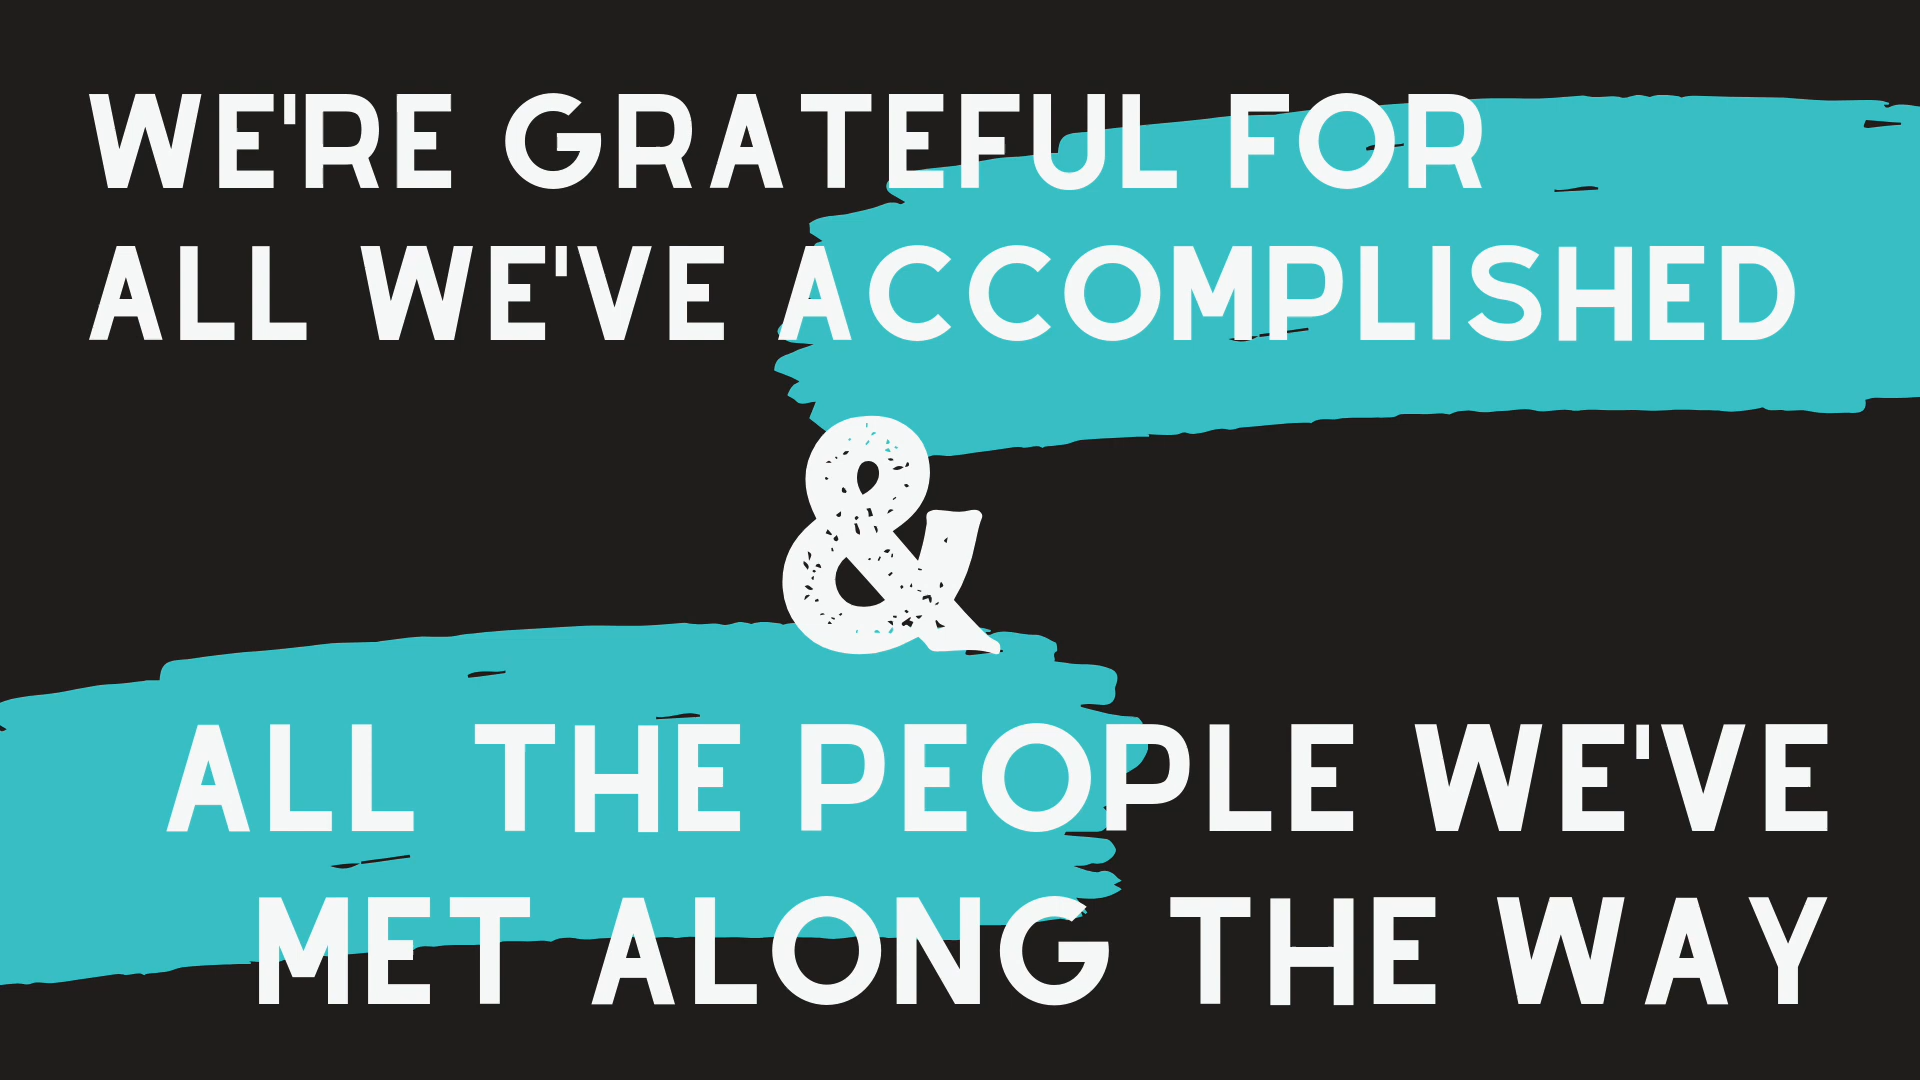 WE'RE GRATEFUL FOR
ALL WE'VE ACCOMPLISHED
&
ALL THE PEOPLE WE'VE
MET ALONG THE WAY